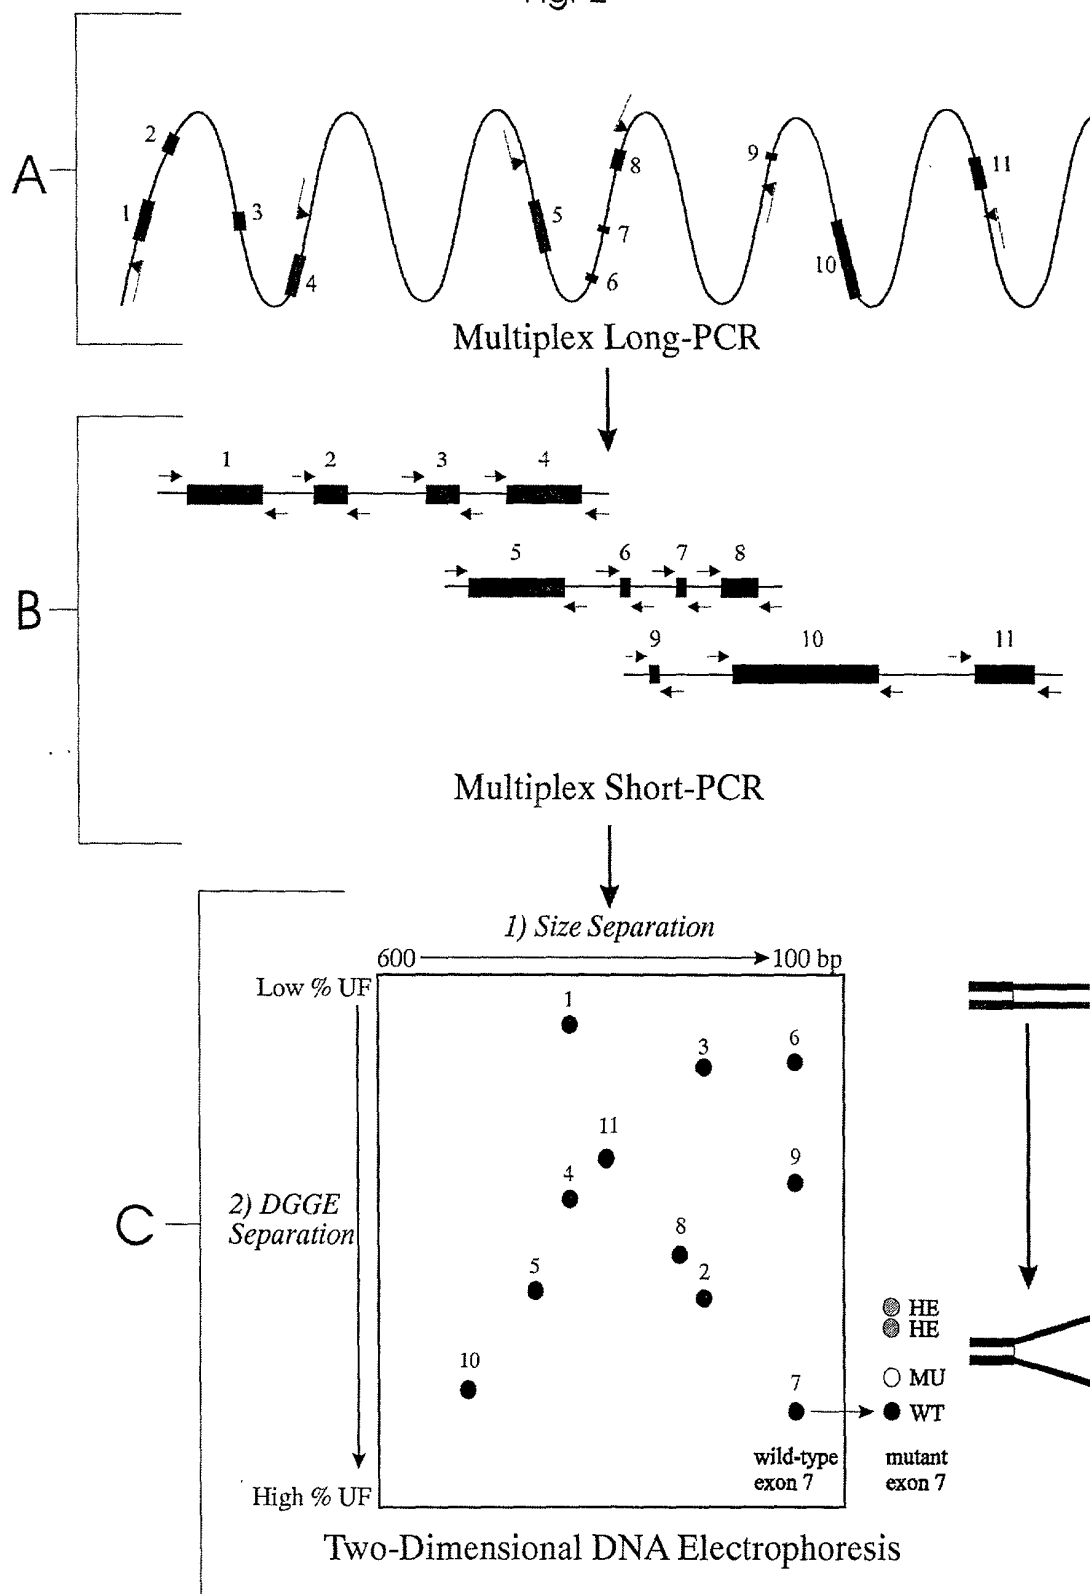 A
1
2
3
4
5
6
7
8
9
10
11
Multiplex Long-PCR
B
1
2
3
4
5
6
7
8
9
10
11
Multiplex Short-PCR
C
1) Size Separation
600
100 bp
Low % UF
1
3
6
11
9
4
2) DGGE
Separation
8
5
2
HE
HE
10
MU
7
WT
wild-type
exon 7
mutant
exon 7
High % UF
Two-Dimensional DNA Electrophoresis